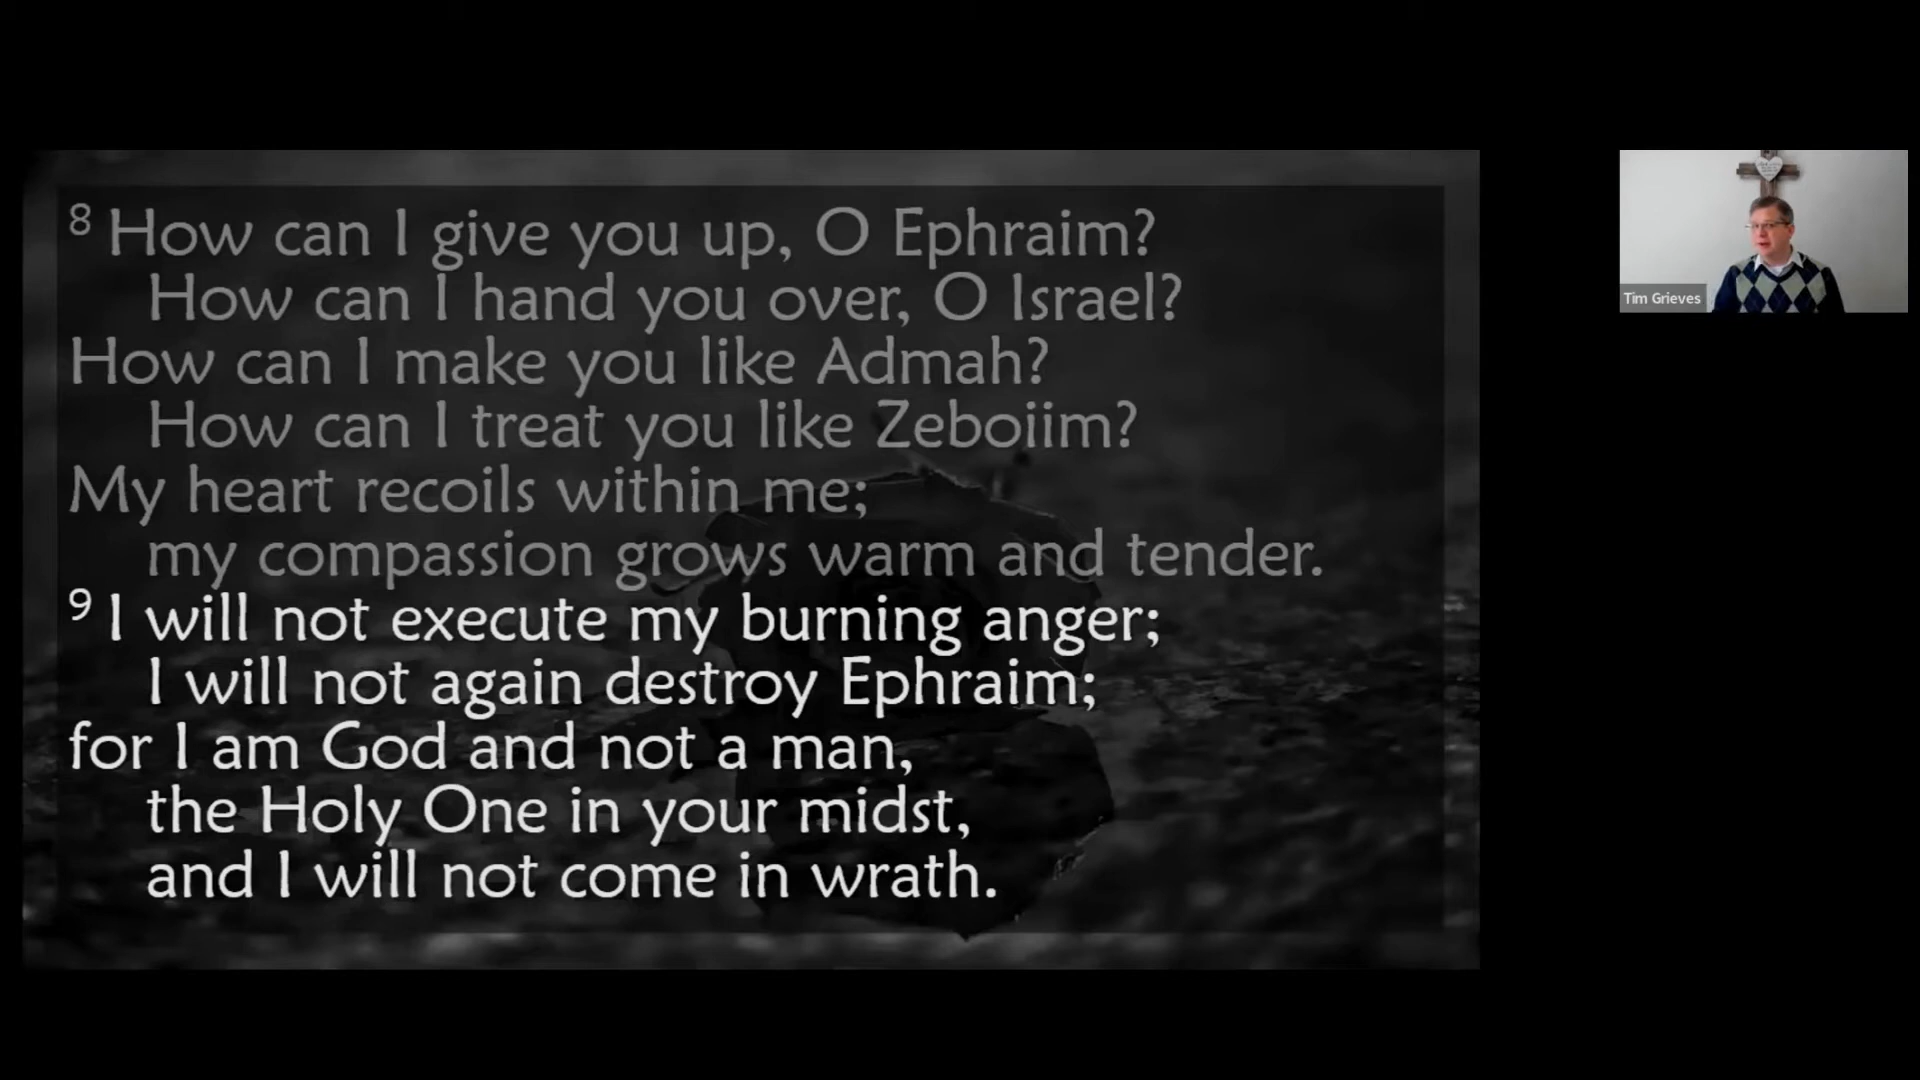 8 How can I give you up, O Ephraim?
How can I hand you over, O Israel?
How can I make you like Admah?
How can I treat you like Zeboiim?
My heart recoils within me;
my compassion grows warm and tender.
9 I will not execute my burning anger;
I will not again destroy Ephraim;
for I am God and not a man,
the Holy One in your midst,
and I will not come in wrath.
Tim Grieves